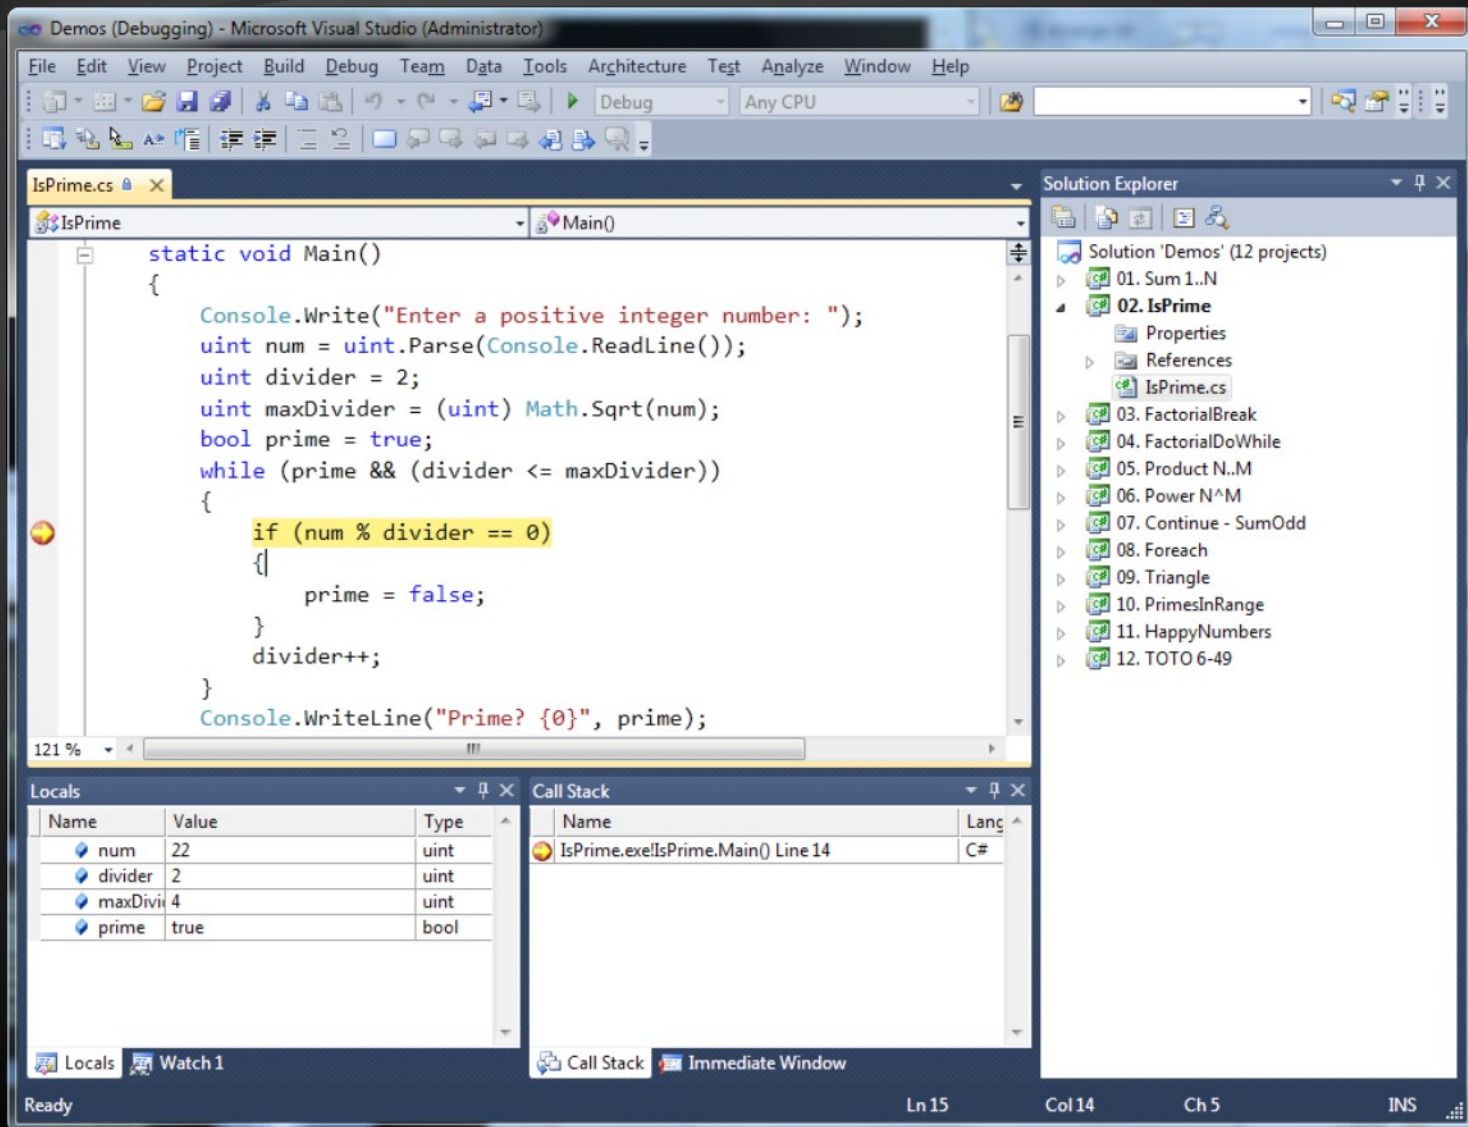 Demos (Debugging) - Microsoft Visual Studio (Administrator)
File Edit View Project Build Debug Team Data Tools Architecture Test Analyze Window Help
Debug Any CPU
IsPrime.cs
IsPrime Main()
static void Main()
{
Console.Write("Enter a positive integer number: ");
uint num = uint.Parse(Console.ReadLine());
uint divider = 2;
uint maxDivider = (uint) Math.Sqrt(num);
bool prime = true;
while (prime && (divider <= maxDivider))
{
if (num % divider == 0)
{
prime = false;
}
divider++;
}
Console.WriteLine("Prime? {0}", prime);
121 %
Solution Explorer
Solution 'Demos' (12 projects)
01. Sum 1..N
02. IsPrime
Properties
References
IsPrime.cs
03. FactorialBreak
04. FactorialDoWhile
05. Product N..M
06. Power N^M
07. Continue - SumOdd
08. Foreach
09. Triangle
10. PrimesInRange
11. HappyNumbers
12. TOTO 6-49
Locals
Name Value Type
num 22 uint
divider 2 uint
maxDivi 4 uint
prime true bool
Locals Watch 1
Call Stack
Name Lang
IsPrime.exe!IsPrime.Main() Line 14 C#
Call Stack Immediate Window
Ready Ln 15 Col 14 Ch 5 INS